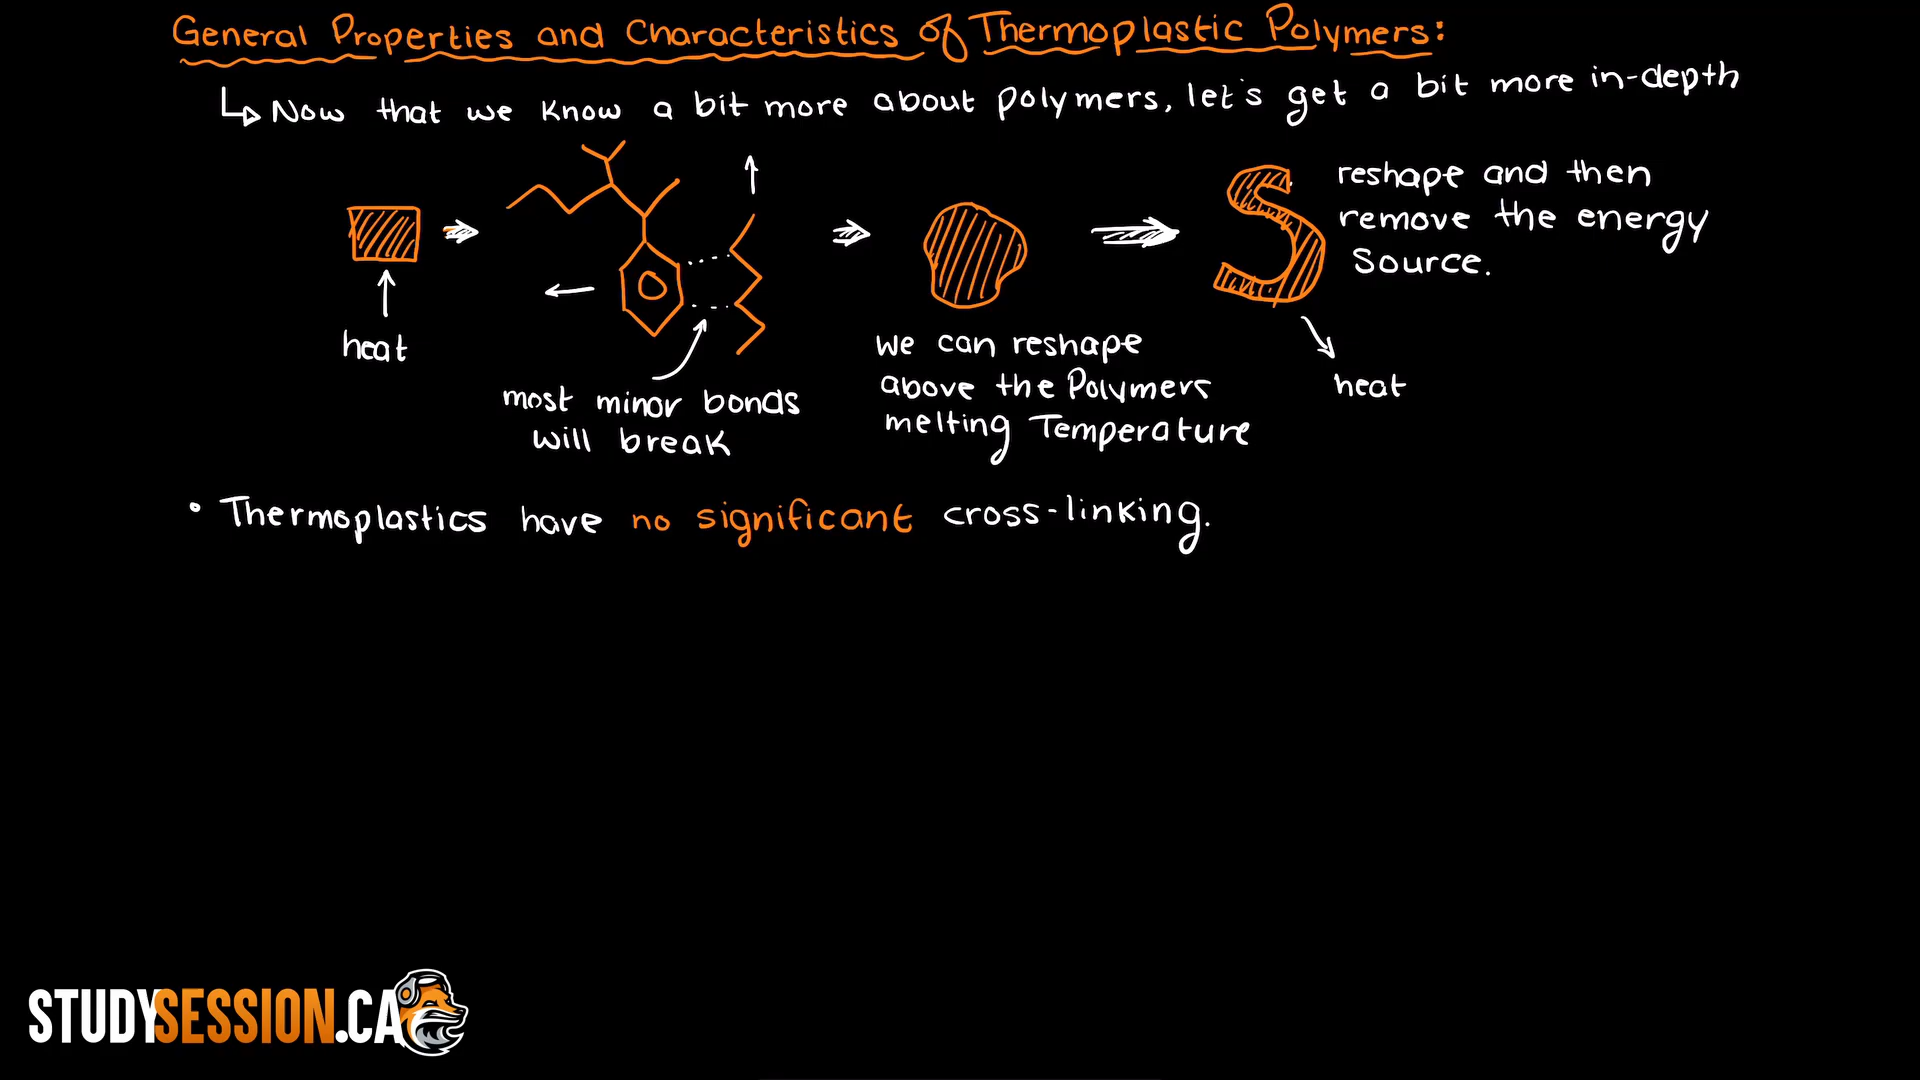 General Properties and Characteristics of Thermoplastic Polymers:
Now that we know a bit more about polymers, let's get a bit more in-depth
heat
most minor bonds
will break
we can reshape
above the Polymers
melting Temperature
reshape and then
remove the energy
Source.
heat
• Thermoplastics have no significant cross-linking.
STUDYSESSION.CA